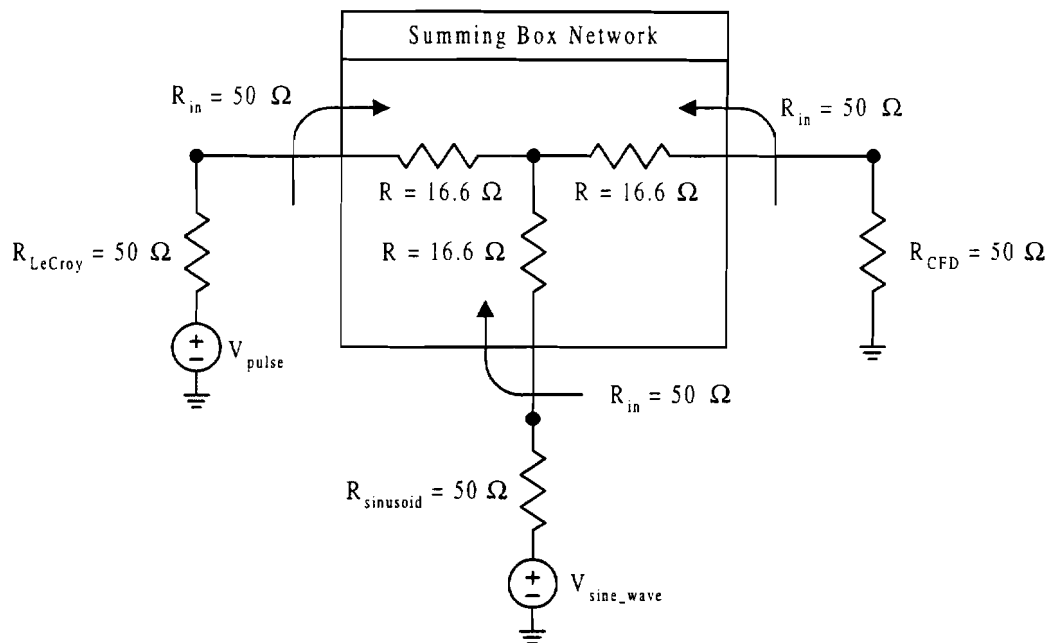 Summing Box Network
R_in = 50 Ω
R_in = 50 Ω
R = 16.6 Ω
R = 16.6 Ω
R_LeCroy = 50 Ω
R = 16.6 Ω
R_CFD = 50 Ω
+
−
V_pulse
R_in = 50 Ω
R_sinusoid = 50 Ω
+
−
V_sine_wave